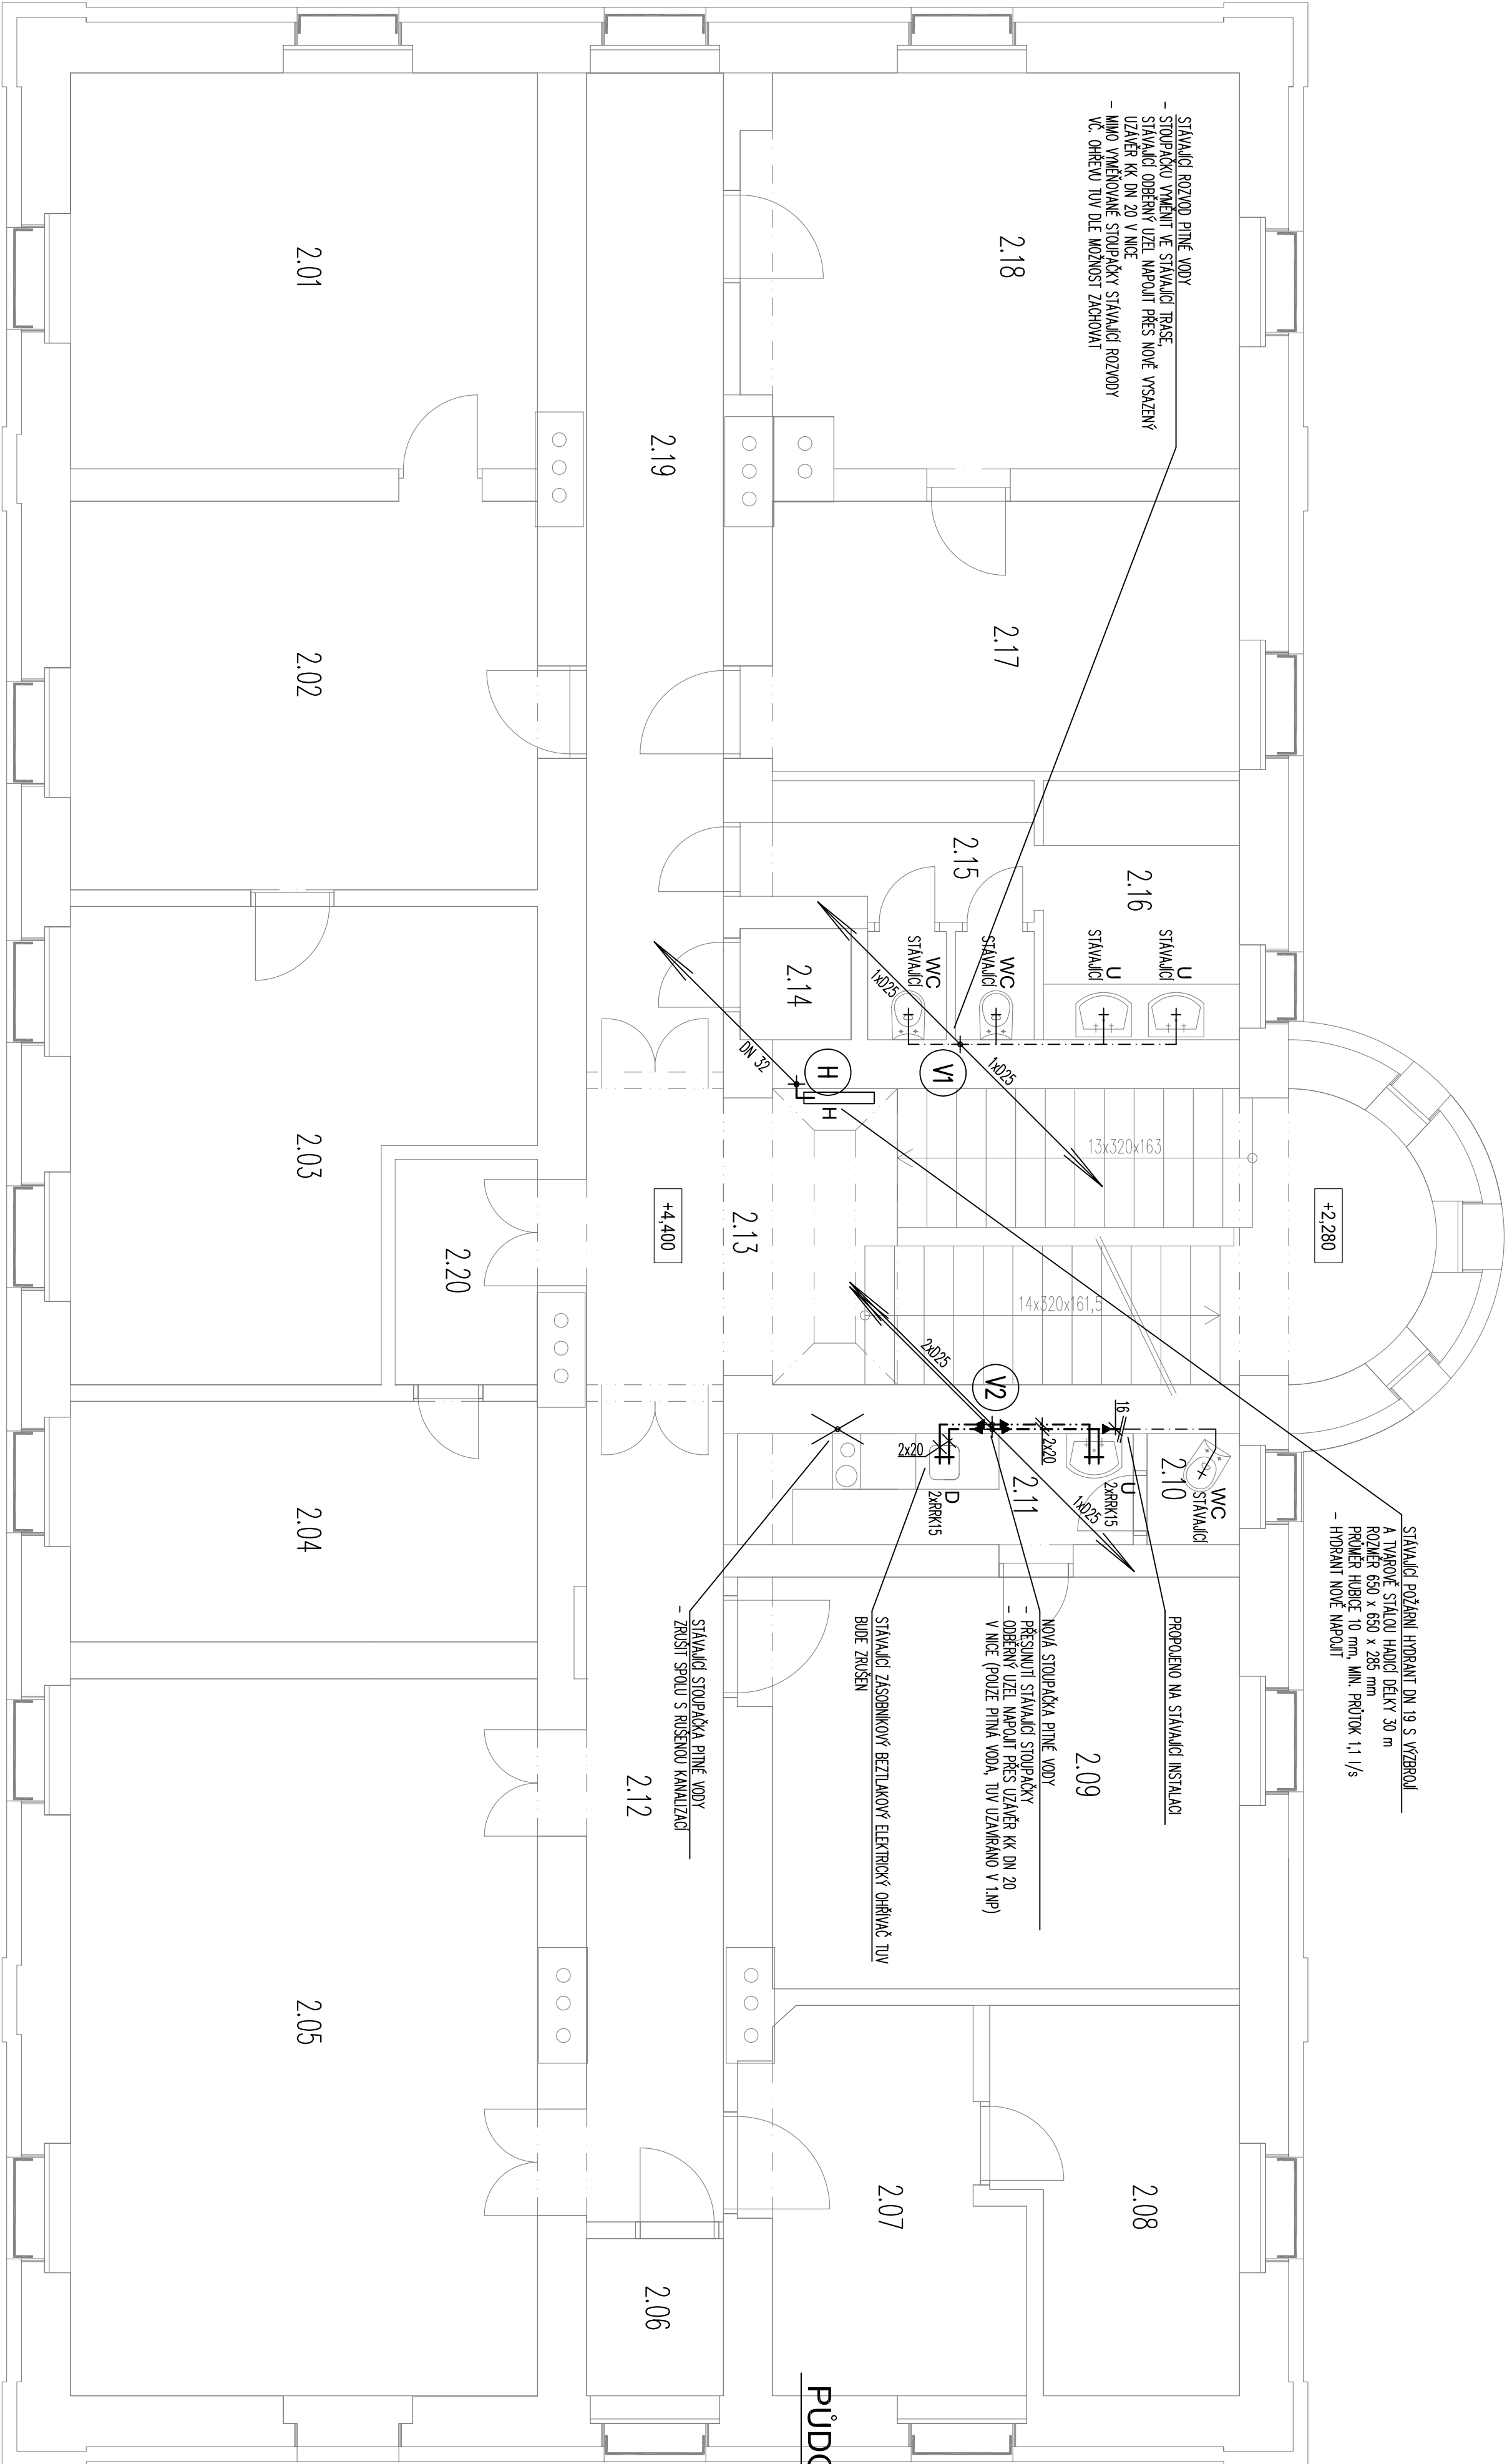 STÁVAJÍCÍ POŽÁRNÍ HYDRANT DN 19 S VÝZBROJÍ
A TVAROVĚ STÁLOU HADICÍ DÉLKY 30 m
ROZMĚR 650 x 650 x 285 mm
PRŮMĚR HUBICE 10 mm, MIN. PRŮTOK 1,1 l/s
- HYDRANT NOVĚ NAPOJIT
+2,280
STÁVAJÍCÍ ROZVOD PITNÉ VODY
- STOUPAČKU VYMĚNIT VE STÁVAJÍCÍ TRASE,
STÁVAJÍCÍ ODBĚRNÝ UZEL NAPOJIT PŘES NOVĚ VYSAZENÝ
UZÁVĚR KK DN 20 V NICE
- MIMO VYMĚŇOVANÉ STOUPAČKY STÁVAJÍCÍ ROZVODY
VČ. OHŘEVU TUV DLE MOŽNOST ZACHOVAT
2.18
2.17
2.16
U
STÁVAJÍCÍ
U
STÁVAJÍCÍ
2.15
WC
STÁVAJÍCÍ
WC
STÁVAJÍCÍ
2.14
1xD25
1xD25
V1
H
H
DN 32
13x320x163
14x320x161,5
2.13
+4,400
2xD25
V2
1xD25
16
2x20
2x20
WC
STÁVAJÍCÍ
2.10
U
2xRRK15
2.11
D
2xRRK15
PROPOJENO NA STÁVAJÍCÍ INSTALACI
NOVÁ STOUPAČKA PITNÉ VODY
- PŘESUNUTÍ STÁVAJÍCÍ STOUPAČKY
- ODBĚRNÝ UZEL NAPOJIT PŘES UZÁVĚR KK DN 20
V NICE (POUZE PITNÁ VODA, TUV UZAVÍRÁNO V 1.NP)
STÁVAJÍCÍ ZÁSOBNÍKOVÝ BEZTLAKOVÝ ELEKTRICKÝ OHŘÍVAČ TUV
BUDE ZRUŠEN
STÁVAJÍCÍ STOUPAČKA PITNÉ VODY
- ZRUŠIT SPOLU S RUŠENOU KANALIZACÍ
2.09
2.08
2.07
2.19
2.12
2.06
2.01
2.02
2.03
2.20
2.04
2.05